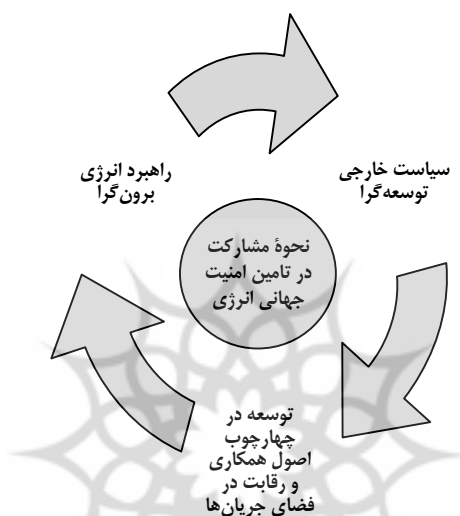 سیاست خارجی
توسعه‌گرا
راهبرد انرژی
برون‌گرا
نحوۀ مشارکت
در تامین امنیت
جهانی انرژی
توسعه در
چهارچوب
اصول همکاری
و رقابت در
فضای جریان‌ها